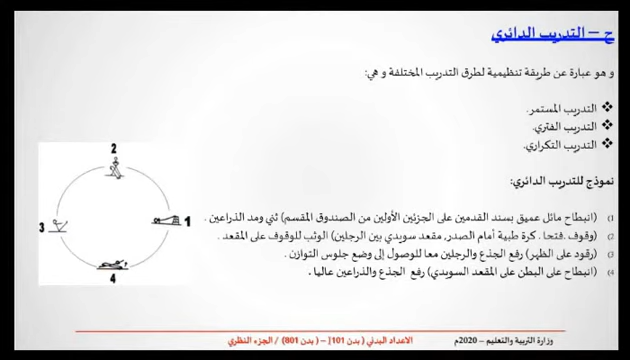 ح – التدريب الدائري
و هو عبارة عن طريقة تنظيمية لطرق التدريب المختلفة و هي:
❖ التدريب المستمر.
❖ التدريب الفتري.
❖ التدريب التكراري.
نموذج للتدريب الدائري:
1) (انبطاح مائل عميق بسند القدمين على الجزئين الأولين من الصندوق المقسم) ثني ومد الذراعين .
2) (وقوف .فتحا . كرة طبية أمام الصدر, مقعد سويدي بين الرجلين) الوثب للوقوف على المقعد .
3) (رقود على الظهر) رفع الجذع والرجلين معا للوصول إلى وضع جلوس التوازن .
4) (انبطاح على البطن على المقعد السويدي) رفع الجذع والذراعين عاليا .
2
3
1
4
وزارة التربية والتعليم – 2020م
الاعداد البدني ( بدن 101) – ( بدن 801) / الجزء النظري